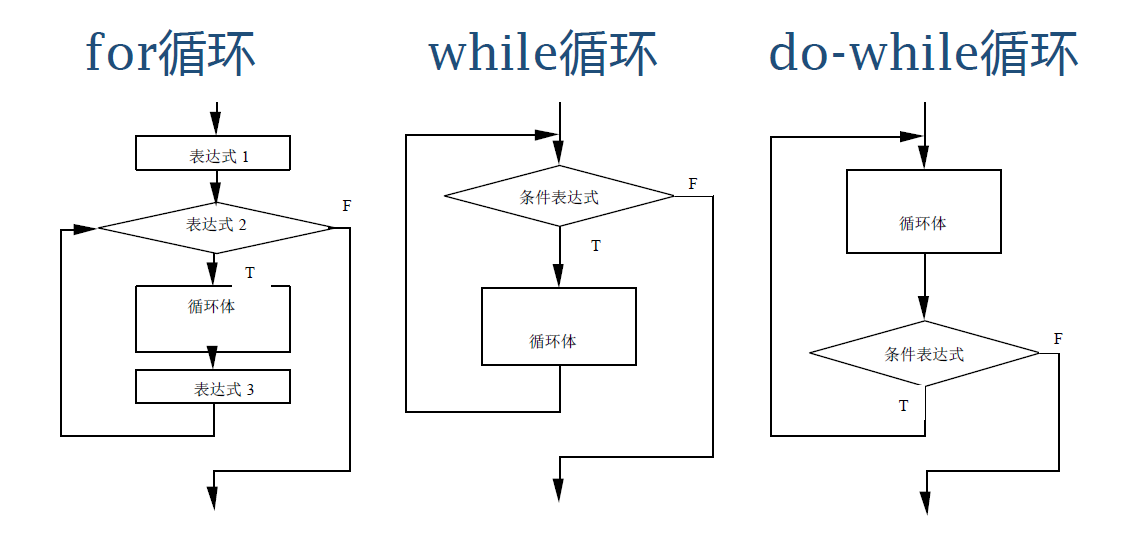 for循环
表达式 1
表达式 2
F
T
循环体
表达式 3
while循环
条件表达式
F
T
循环体
do-while循环
循环体
条件表达式
F
T